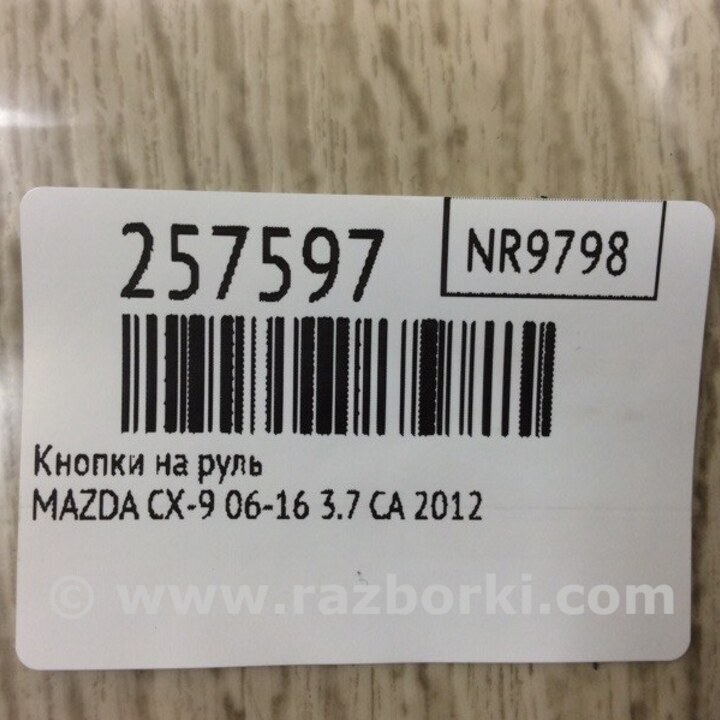 257597
NR9798
Кнопки на руль
MAZDA CX-9 06-16 3.7 CA 2012
© www.razborki.com